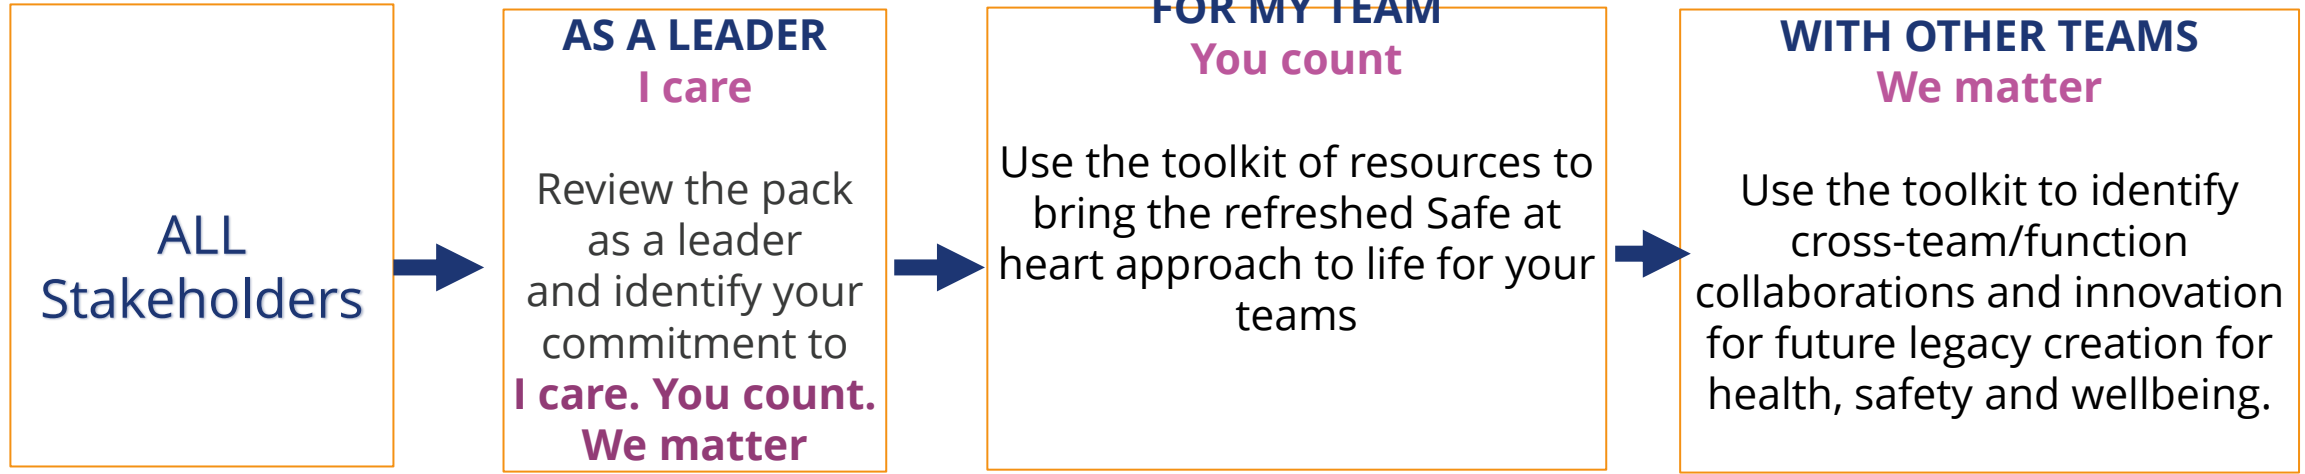 ALL
Stakeholders
AS A LEADER
I care
Review the pack
as a leader
and identify your
commitment to
I care. You count.
We matter
FOR MY TEAM
You count
Use the toolkit of resources to
bring the refreshed Safe at
heart approach to life for your
teams
WITH OTHER TEAMS
We matter
Use the toolkit to identify
cross-team/function
collaborations and innovation
for future legacy creation for
health, safety and wellbeing.